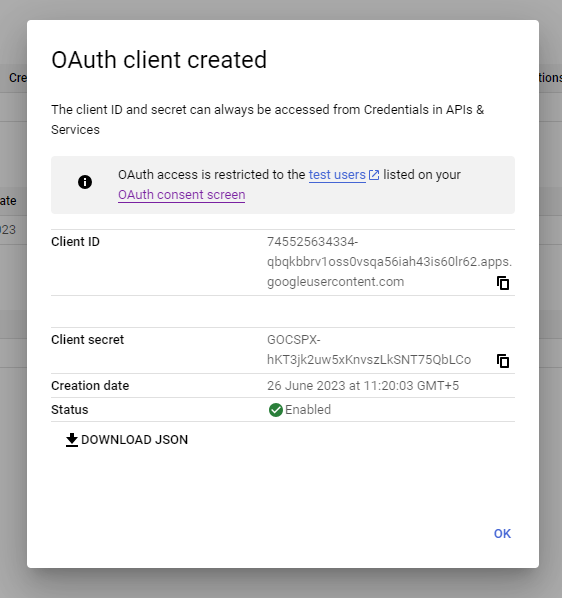 OAuth client created
Cre
tions
The client ID and secret can always be accessed from Credentials in APIs &
Services
OAuth access is restricted to the test users listed on your
OAuth consent screen
ate
023
Client ID
745525634334-
qbqkbbrv1oss0vsqa56iah43is60lr62.apps.
googleusercontent.com
Client secret
GOCSPX-
hKT3jk2uw5xKnvszLkSNT75QbLCo
Creation date
26 June 2023 at 11:20:03 GMT+5
Status
Enabled
DOWNLOAD JSON
OK